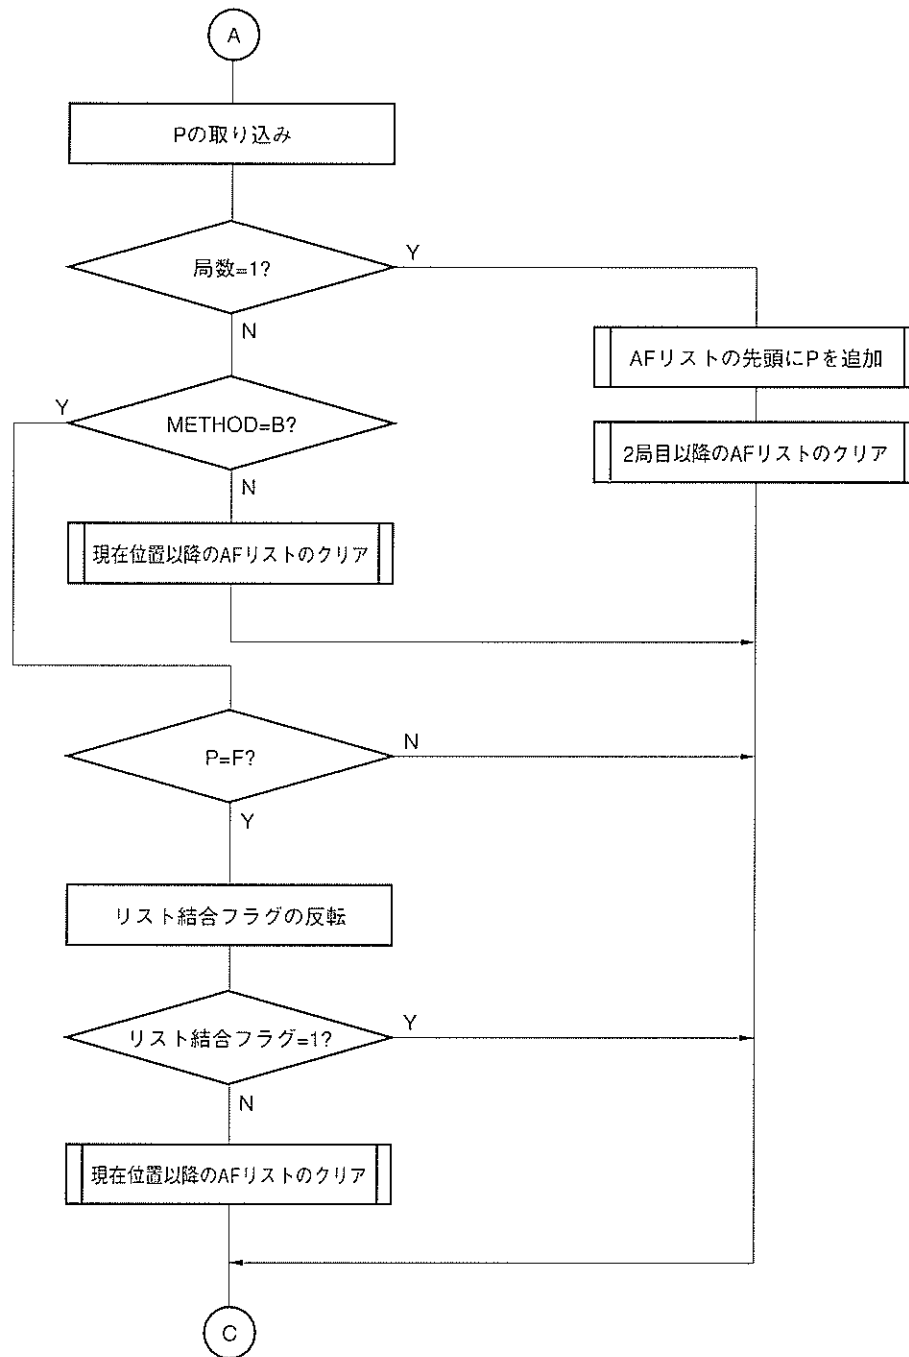 A
Pの取り込み
局数=1?
Y
N
AFリストの先頭にPを追加
Y
METHOD=B?
2局目以降のAFリストのクリア
N
現在位置以降のAFリストのクリア
P=F?
N
Y
リスト結合フラグの反転
リスト結合フラグ=1?
Y
N
現在位置以降のAFリストのクリア
C